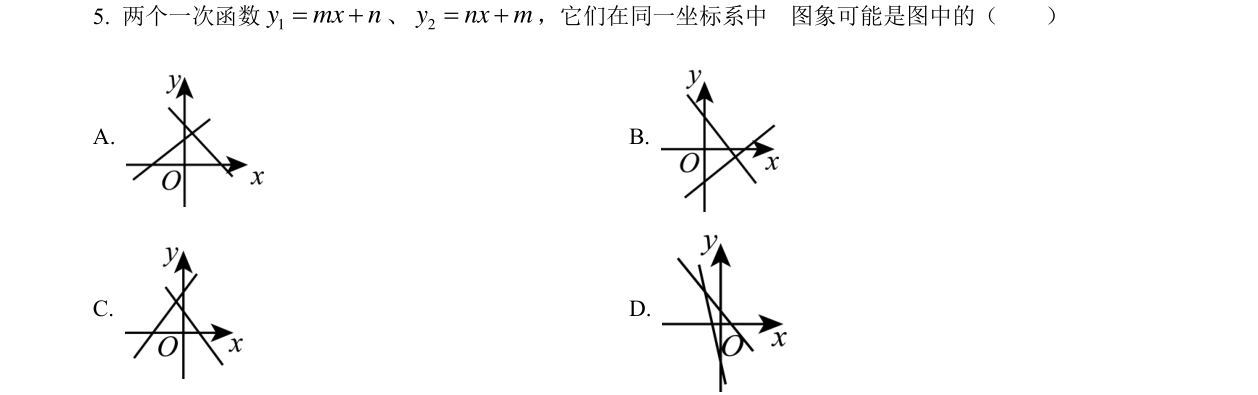 5. 两个一次函数 y₁ = mx + n 、 y₂ = nx + m，它们在同一坐标系中 图象可能是图中的（ ）
A. y O x
B. y O x
C. y O x
D. y O x